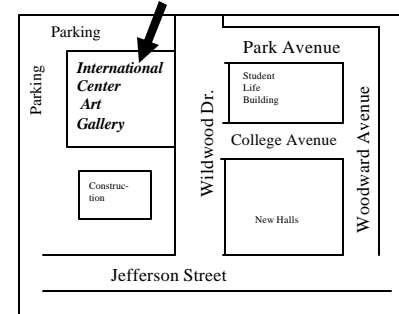 Parking
Parking
International
Center
Art
Gallery
Construc-
tion
Wildwood Dr.
Park Avenue
Student
Life
Building
College Avenue
New Halls
Woodward Avenue
Jefferson Street